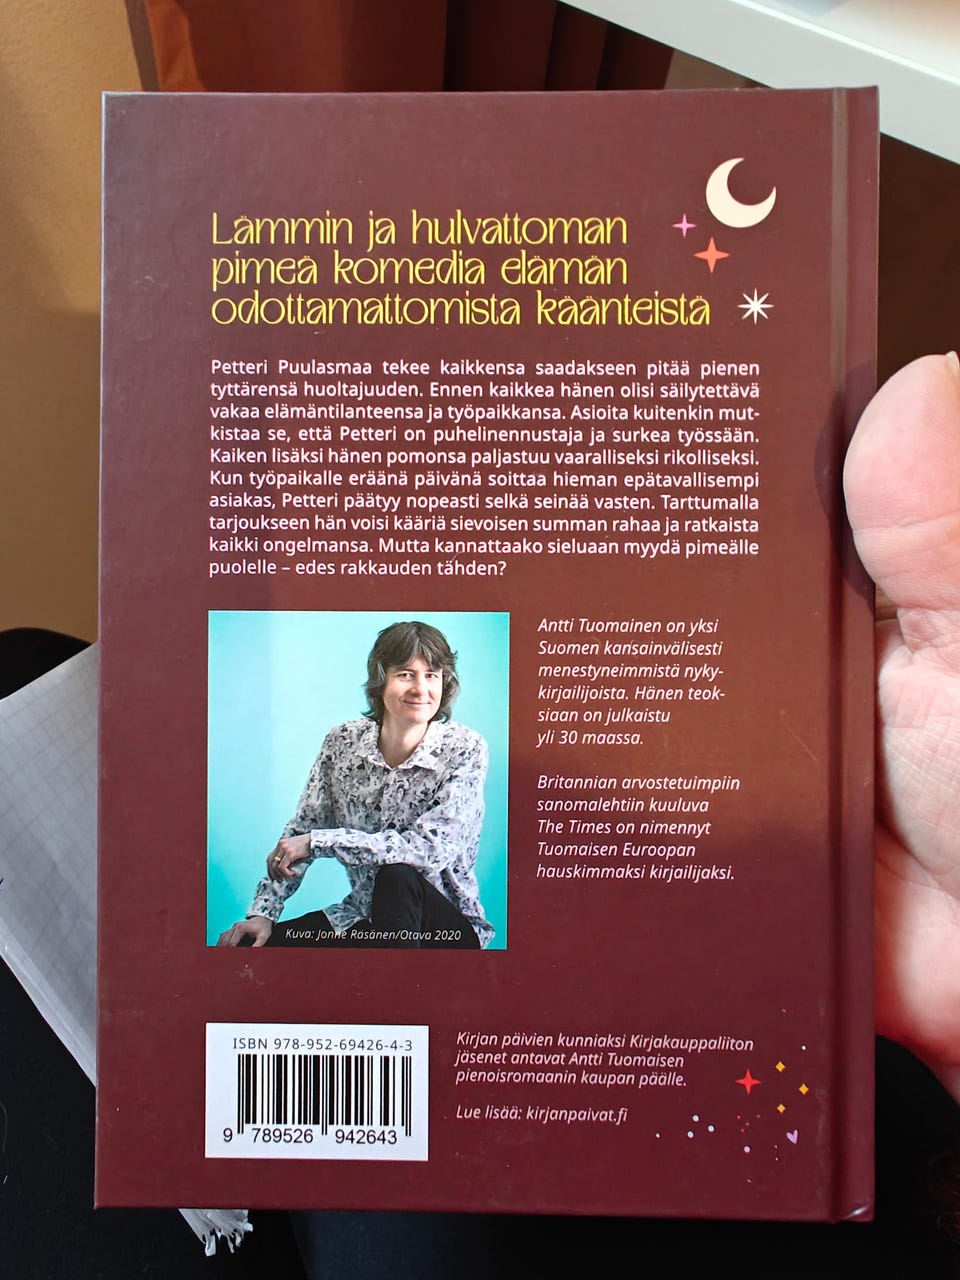 Lämmin ja hulvattoman
pimeä komedia elämän
odottamattomista käänteistä
Petteri Puulasmaa tekee kaikkensa saadakseen pitää pienen
tyttärensä huoltajuuden. Ennen kaikkea hänen olisi säilytettävä
vakaa elämäntilanteensa ja työpaikkansa. Asioita kuitenkin mut-
kistaa se, että Petteri on puhelinennustaja ja surkea työssään.
Kaiken lisäksi hänen pomonsa paljastuu vaaralliseksi rikolliseksi.
Kun työpaikalle eräänä päivänä soittaa hieman epätavallisempi
asiakas, Petteri päätyy nopeasti selkä seinää vasten. Tarttumalla
tarjoukseen hän voisi kääriä sievoisen summan rahaa ja ratkaista
kaikki ongelmansa. Mutta kannattaako sieluaan myydä pimeälle
puolelle – edes rakkauden tähden?
Antti Tuomainen on yksi
Suomen kansainvälisesti
menestyneimmistä nyky-
kirjailijoista. Hänen teok-
siaan on julkaistu
yli 30 maassa.
Britannian arvostetuimpiin
sanomalehtiin kuuluva
The Times on nimennyt
Tuomaisen Euroopan
hauskimmaksi kirjailijaksi.
Kuva: Jonne Räsänen/Otava 2020
ISBN 978-952-69426-4-3
9 789526 942643
Kirjan päivien kunniaksi Kirjakauppaliiton
jäsenet antavat Antti Tuomaisen
pienoisromaanin kaupan päälle.
Lue lisää: kirjanpaivat.fi